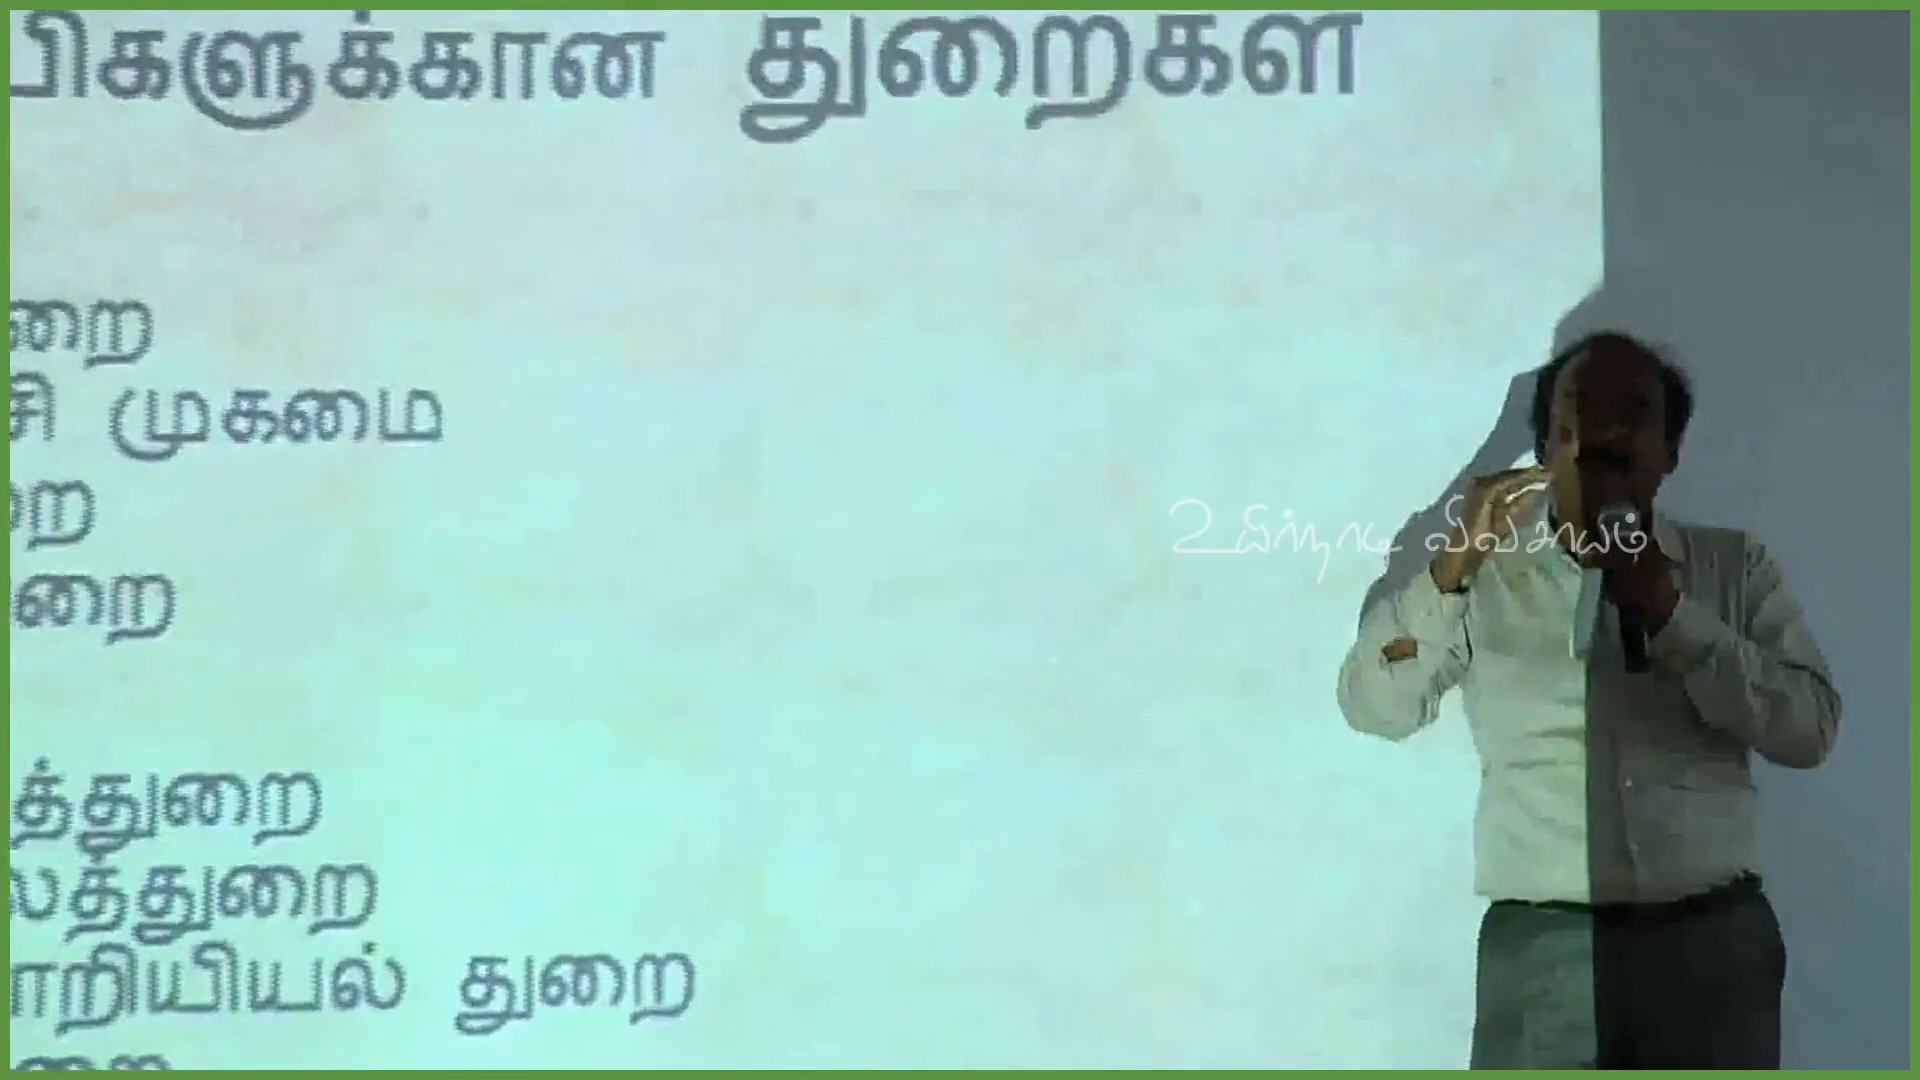 பிகளுக்கான துறைகள்
றை
சி முகமை
றை
துறை
உயிர்நாடி விவசாயம்
த்துறை
லத்துறை
ாறியியல் துறை